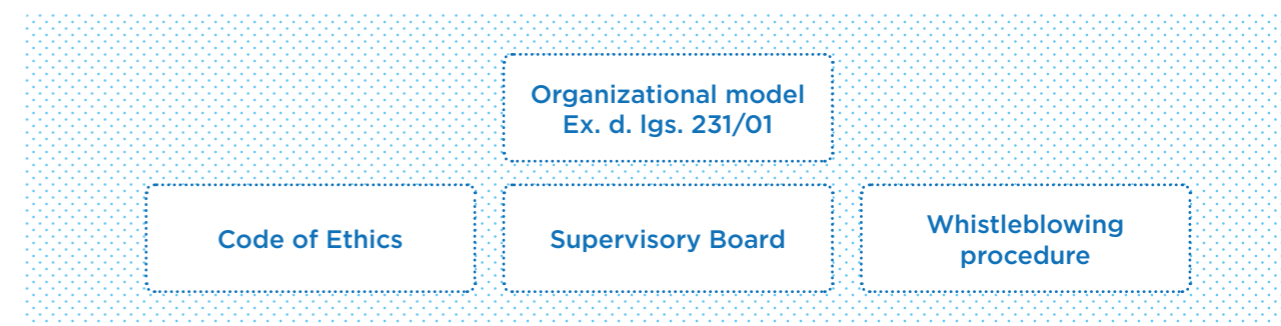 Organizational model
Ex. d. lgs. 231/01
Code of Ethics
Supervisory Board
Whistleblowing
procedure